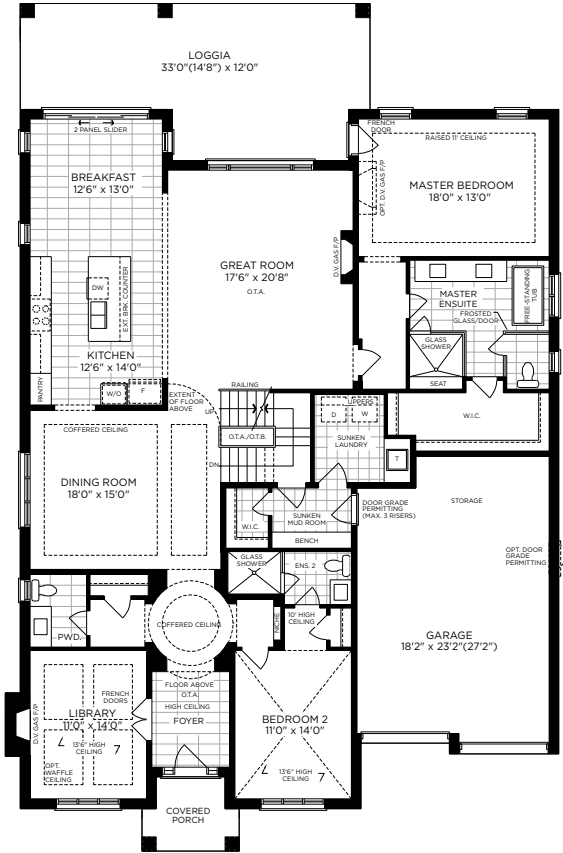 LOGGIA
33'0"(14'8") x 12'0"
2 PANEL SLIDER
FRENCH
DOOR
RAISED 11' CEILING
BREAKFAST
12'6" x 13'0"
OPT. D.V. GAS F/P
MASTER BEDROOM
18'0" x 13'0"
GREAT ROOM
17'6" x 20'8"
O.T.A.
D.V. GAS F/P
DW
EXT. BRK. COUNTER
MASTER
ENSUITE
FREE-STANDING
TUB
FROSTED
GLASS/DOOR
GLASS
SHOWER
SEAT
KITCHEN
12'6" x 14'0"
PANTRY
W/O
F
EXTENT
OF FLOOR
ABOVE
RAILING
UP
O.T.A./O.T.B.
DN
UPPERS
D
W
SUNKEN
LAUNDRY
T
W.I.C.
COFFERED CEILING
DINING ROOM
18'0" x 15'0"
W.I.C.
SUNKEN
MUD ROOM
BENCH
DOOR GRADE
PERMITTING
(MAX. 3 RISERS)
STORAGE
OPT. DOOR
GRADE
PERMITTING
GLASS
SHOWER
ENS. 2
PWD.
COFFERED CEILING
NICHE
10' HIGH
CEILING
GARAGE
18'2" x 23'2"(27'2")
FLOOR ABOVE
O.T.A.
HIGH CEILING
FOYER
FRENCH
DOORS
D.V. GAS F/P
LIBRARY
11'0" x 14'0"
13'6" HIGH
CEILING
OPT.
WAFFLE
CEILING
BEDROOM 2
11'0" x 14'0"
13'6" HIGH
CEILING
COVERED
PORCH